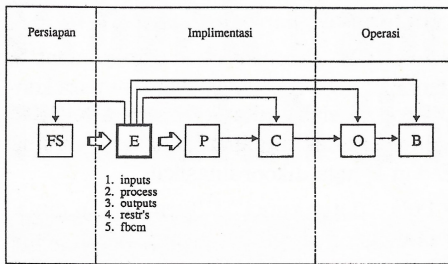 Persiapan
Implimentasi
Operasi
FS
E
P
C
O
B
1. inputs
2. process
3. outputs
4. restr's
5. fbcm